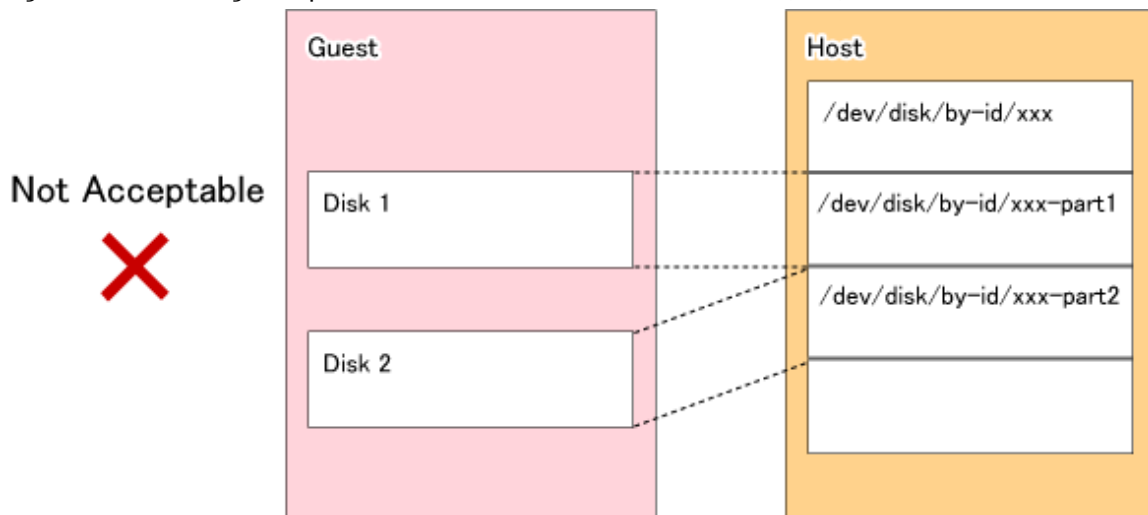 Guest
Host
/dev/disk/by-id/xxx
Not Acceptable
Disk 1
/dev/disk/by-id/xxx-part1
/dev/disk/by-id/xxx-part2
Disk 2